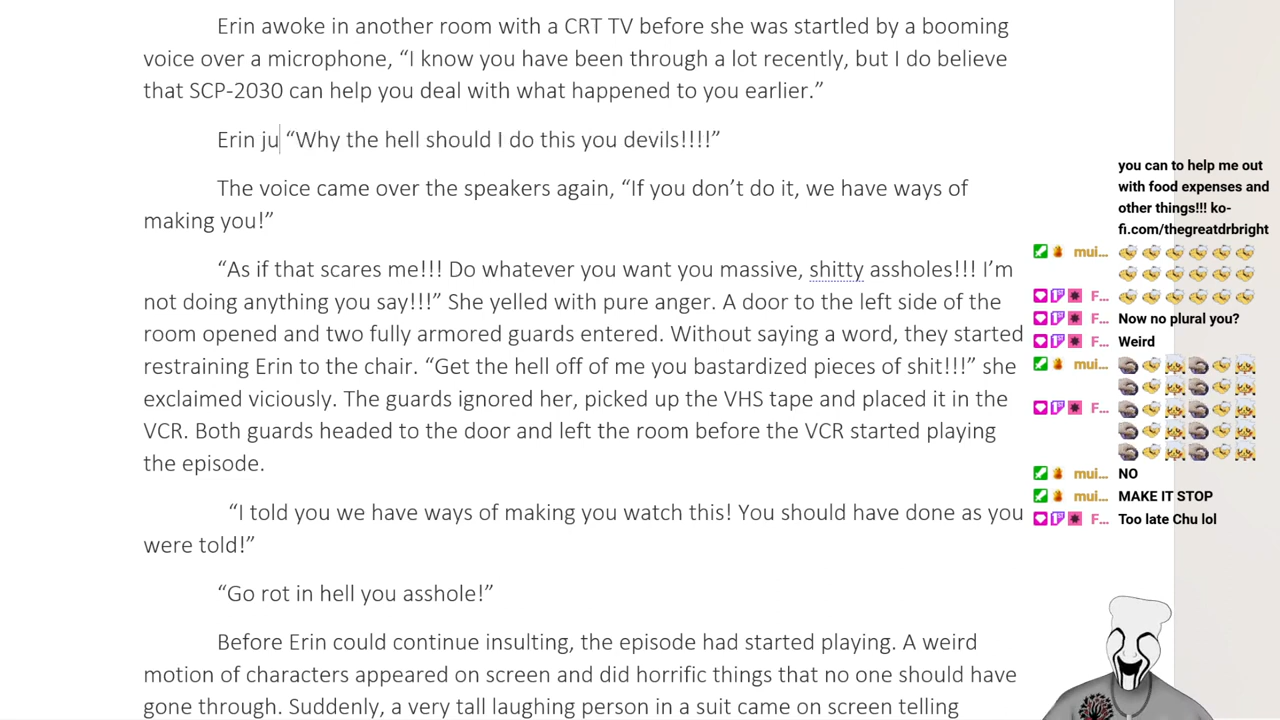 Erin awoke in another room with a CRT TV before she was startled by a booming
voice over a microphone, “I know you have been through a lot recently, but I do believe
that SCP-2030 can help you deal with what happened to you earlier.”
Erin ju “Why the hell should I do this you devils!!!!”
The voice came over the speakers again, “If you don’t do it, we have ways of
making you!”
“As if that scares me!!! Do whatever you want you massive, shitty assholes!!! I’m
not doing anything you say!!!” She yelled with pure anger. A door to the left side of the
room opened and two fully armored guards entered. Without saying a word, they started
restraining Erin to the chair. “Get the hell off of me you bastardized pieces of shit!!!” she
exclaimed viciously. The guards ignored her, picked up the VHS tape and placed it in the
VCR. Both guards headed to the door and left the room before the VCR started playing
the episode.
“I told you we have ways of making you watch this! You should have done as you
were told!”
“Go rot in hell you asshole!”
Before Erin could continue insulting, the episode had started playing. A weird
motion of characters appeared on screen and did horrific things that no one should have
gone through. Suddenly, a very tall laughing person in a suit came on screen telling
you can to help me out
with food expenses and
other things!!! ko-
fi.com/thegreatdrbright
mui...
F...
F... Now no plural you?
F... Weird
mui...
F...
mui... NO
mui... MAKE IT STOP
F... Too late Chu lol